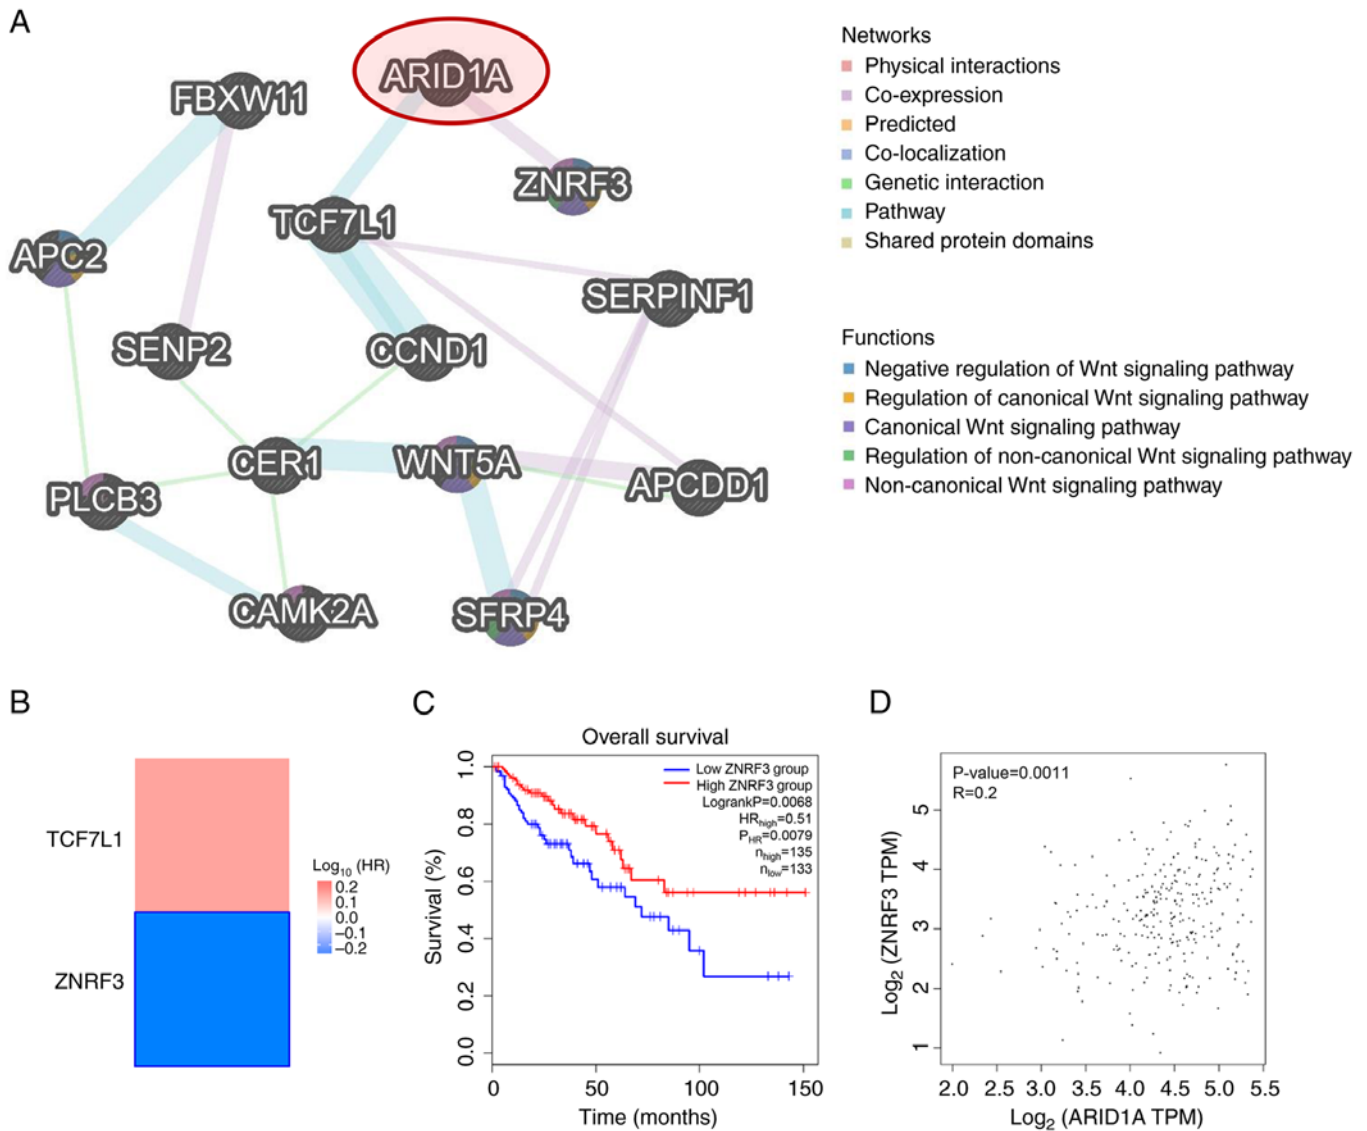 A
ARID1A
FBXW11
ZNRF3
TCF7L1
APC2
SERPINF1
SENP2
CCND1
CER1
WNT5A
APCDD1
PLCB3
CAMK2A
SFRP4
Networks
Physical interactions
Co-expression
Predicted
Co-localization
Genetic interaction
Pathway
Shared protein domains
Functions
Negative regulation of Wnt signaling pathway
Regulation of canonical Wnt signaling pathway
Canonical Wnt signaling pathway
Regulation of non-canonical Wnt signaling pathway
Non-canonical Wnt signaling pathway
B
TCF7L1
ZNRF3
Log10 (HR)
0.2
0.1
0.0
−0.1
−0.2
C
Overall survival
Low ZNRF3 group
High ZNRF3 group
LogrankP=0.0068
HRhigh=0.51
PHR=0.0079
nhigh=135
nlow=133
Survival (%)
1.0
0.8
0.6
0.4
0.2
0.0
0 50 100 150
Time (months)
D
P-value=0.0011
R=0.2
Log2 (ZNRF3 TPM)
5
4
3
2
1
2.0 2.5 3.0 3.5 4.0 4.5 5.0 5.5
Log2 (ARID1A TPM)